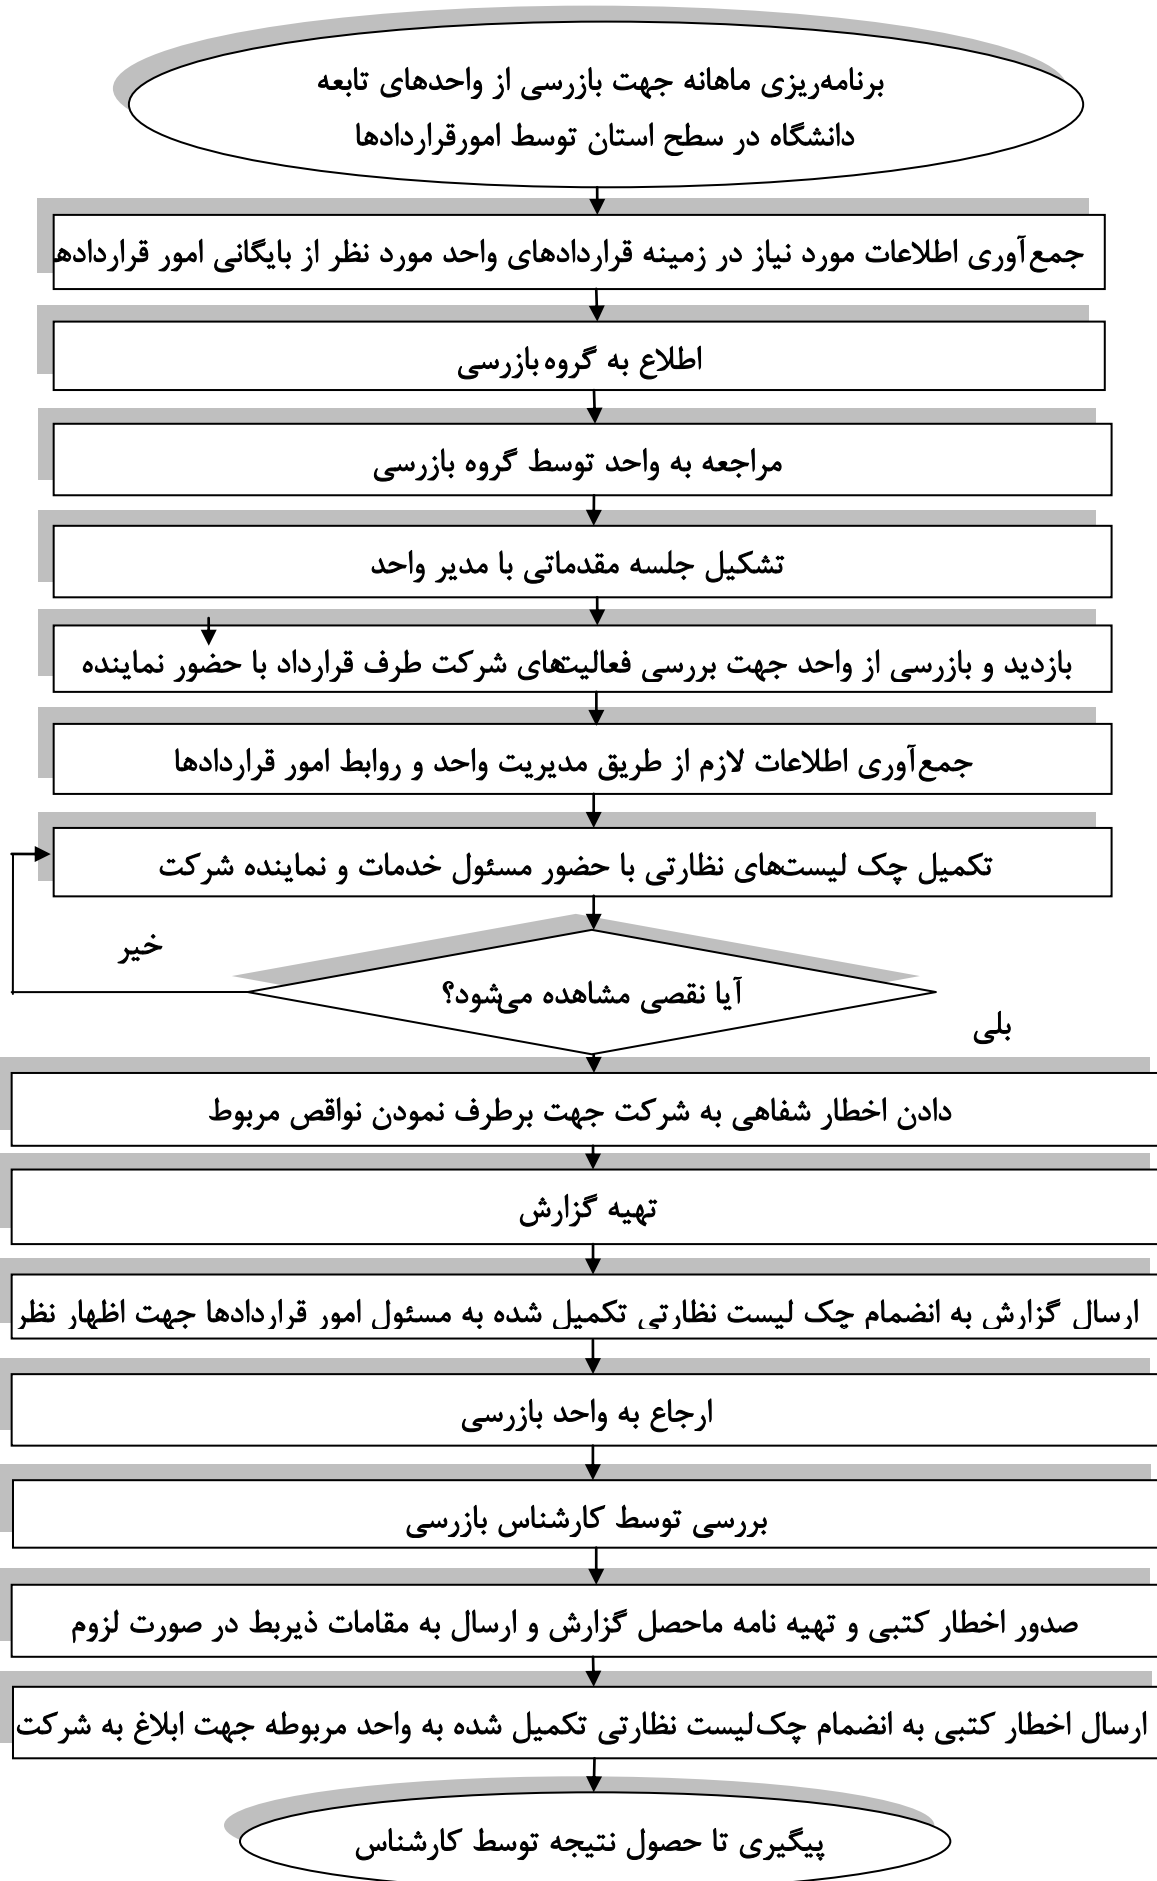 برنامه‌ریزی ماهانه جهت بازرسی از واحدهای تابعه
دانشگاه در سطح استان توسط امورقراردادها
جمع‌آوری اطلاعات مورد نیاز در زمینه قراردادهای واحد مورد نظر از بایگانی امور قراردادها
اطلاع به گروه بازرسی
مراجعه به واحد توسط گروه بازرسی
تشکیل جلسه مقدماتی با مدیر واحد
بازدید و بازرسی از واحد جهت بررسی فعالیت‌های شرکت طرف قرارداد با حضور نماینده
جمع‌آوری اطلاعات لازم از طریق مدیریت واحد و روابط امور قراردادها
تکمیل چک لیست‌های نظارتی با حضور مسئول خدمات و نماینده شرکت
خیر
آیا نقصی مشاهده می‌شود؟
بلی
دادن اخطار شفاهی به شرکت جهت برطرف نمودن نواقص مربوط
تهیه گزارش
ارسال گزارش به انضمام چک لیست نظارتی تکمیل شده به مسئول امور قراردادها جهت اظهار نظر
ارجاع به واحد بازرسی
بررسی توسط کارشناس بازرسی
صدور اخطار کتبی و تهیه نامه ماحصل گزارش و ارسال به مقامات ذیربط در صورت لزوم
ارسال اخطار کتبی به انضمام چک‌لیست نظارتی تکمیل شده به واحد مربوطه جهت ابلاغ به شرکت
پیگیری تا حصول نتیجه توسط کارشناس